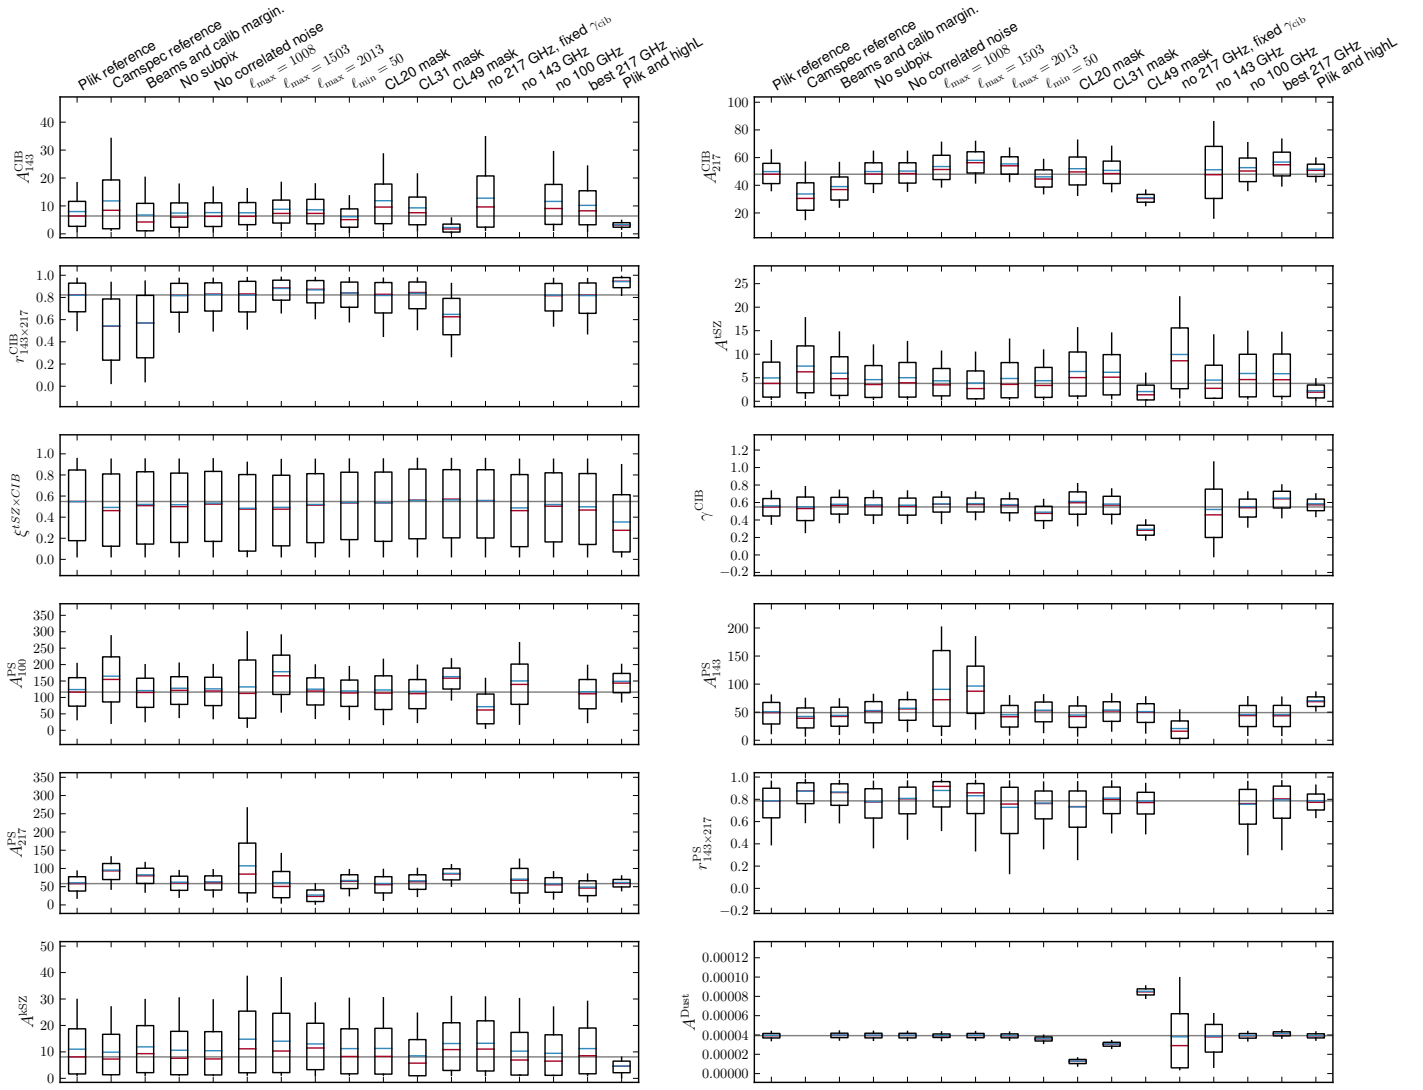 Plik reference
Camspec reference
Beams and calib margin.
No subpix
No correlated noise
ℓmax = 1008
ℓmax = 1503
ℓmax = 2013
ℓmin = 50
CL20 mask
CL31 mask
CL49 mask
no 217 GHz, fixed γcib
no 143 GHz
no 100 GHz
best 217 GHz
Plik and highL
Plik reference
Camspec reference
Beams and calib margin.
No subpix
No correlated noise
ℓmax = 1008
ℓmax = 1503
ℓmax = 2013
ℓmin = 50
CL20 mask
CL31 mask
CL49 mask
no 217 GHz, fixed γcib
no 143 GHz
no 100 GHz
best 217 GHz
Plik and highL
A^CIB_143
40
30
20
10
0
A^CIB_217
100
80
60
40
20
r^CIB_143×217
1.0
0.8
0.6
0.4
0.2
0.0
A^tSZ
25
20
15
10
5
0
ξ^tSZ×CIB
1.0
0.8
0.6
0.4
0.2
0.0
γ^CIB
1.2
1.0
0.8
0.6
0.4
0.2
0.0
−0.2
A^PS_100
350
300
250
200
150
100
50
0
A^PS_143
200
150
100
50
0
A^PS_217
350
300
250
200
150
100
50
0
r^PS_143×217
1.0
0.8
0.6
0.4
0.2
0.0
−0.2
A^kSZ
50
40
30
20
10
0
A^Dust
0.00012
0.00010
0.00008
0.00006
0.00004
0.00002
0.00000